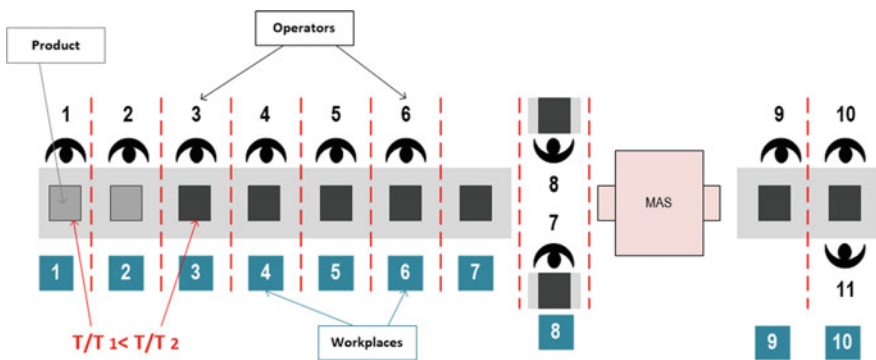 Operators
Product
1 2 3 4 5 6 9 10
8
7
MAS
1 2 3 4 5 6 7
11
T/T 1< T/T 2
Workplaces
8
9 10